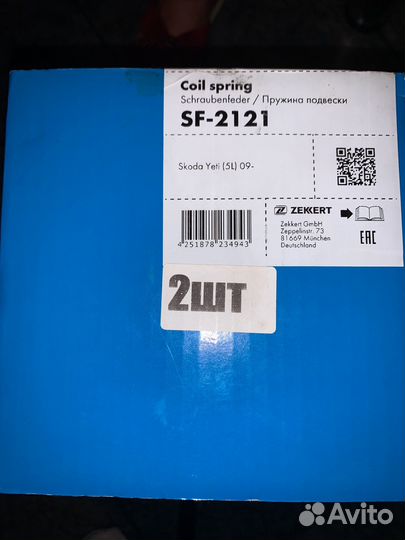 Coil spring
Schraubenfeder / Пружина подвески
SF-2121
Skoda Yeti (5L) 09-
ZEKKERT
Zekkert GmbH
Zeppelinstr. 73
81669 München
Deutschland
EAC
4 251878 234943
2ШТ
Avito